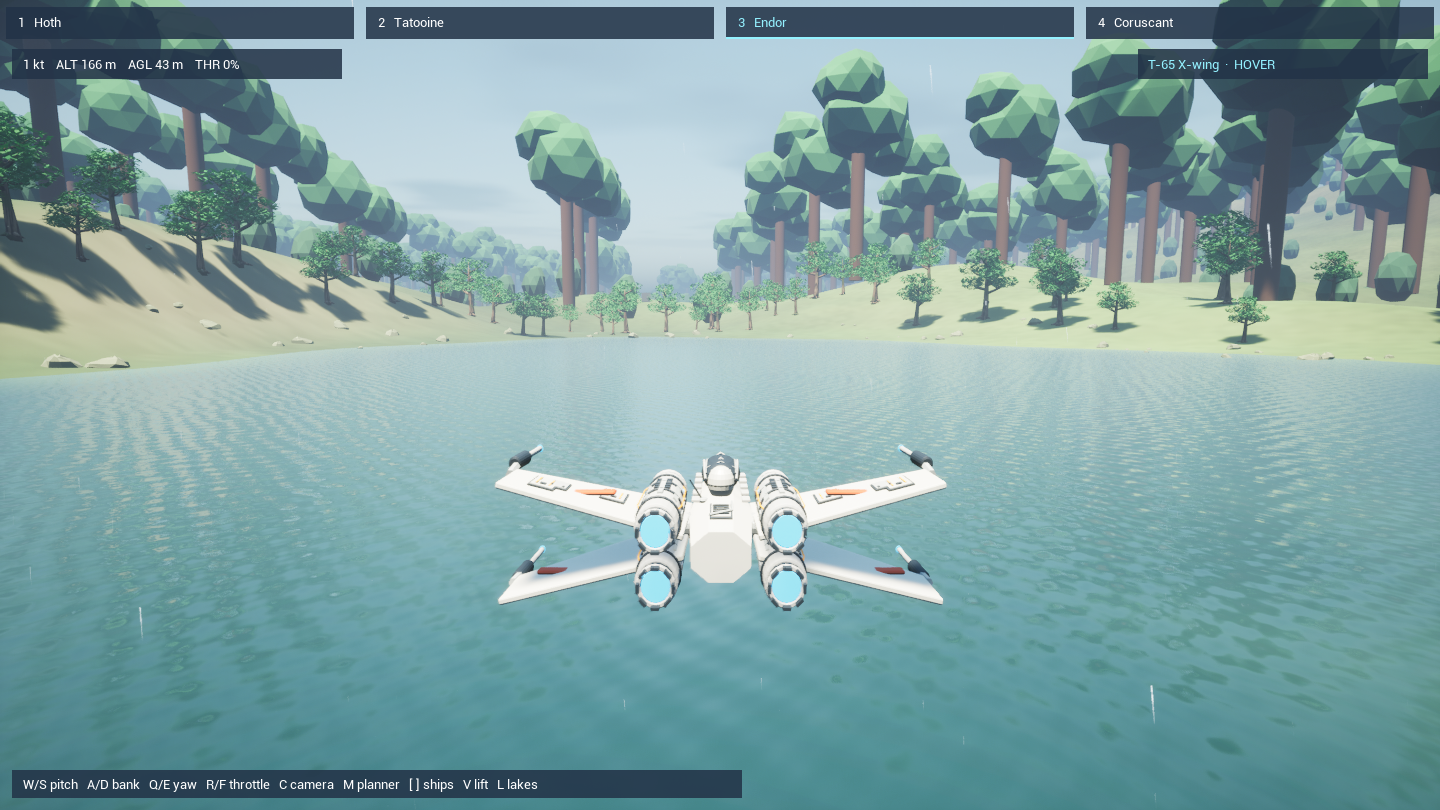 1 Hoth
2 Tatooine
3 Endor
4 Coruscant
1 kt ALT 166 m AGL 43 m THR 0%
T-65 X-wing · HOVER
W/S pitch A/D bank Q/E yaw R/F throttle C camera M planner [ ] ships V lift L lakes